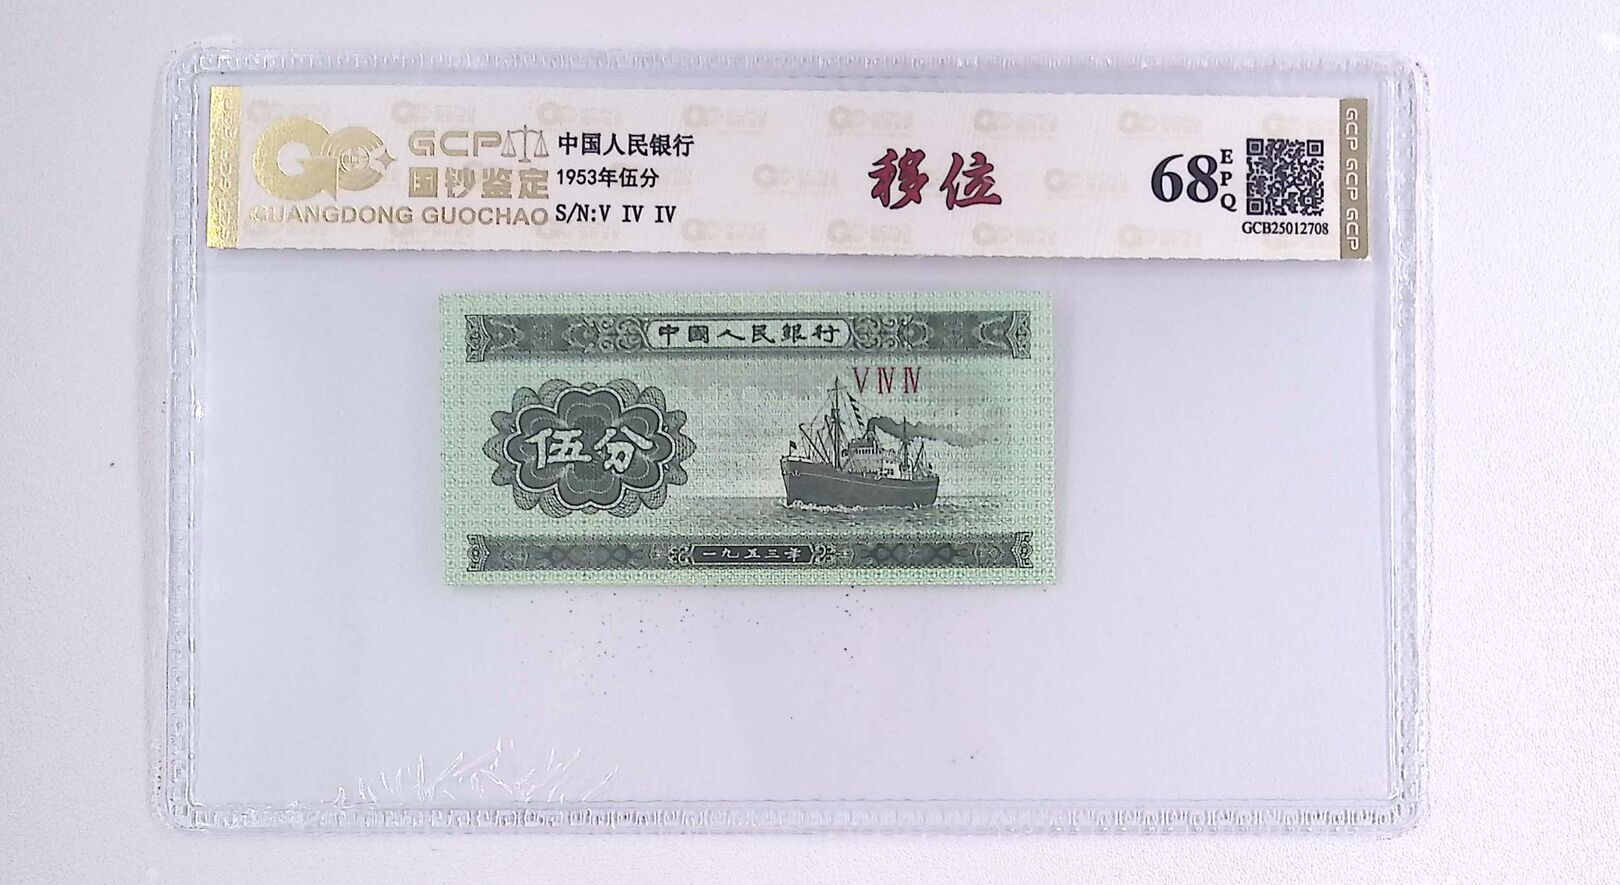 GCP
国钞鉴定
GUANGDONG GUOCHAO
中国人民银行
1953年伍分
S/N:V IV IV
移位
68
EPQ
GCB25012708
GCP GCP GCP
中國人民銀行
V IV IV
伍分
一九五三年